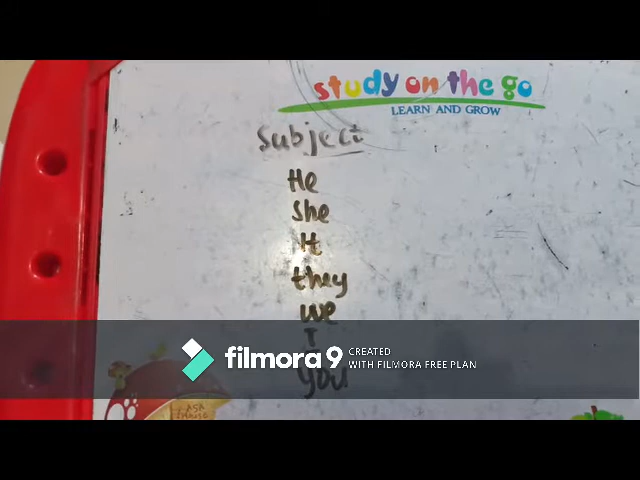 study on the go
LEARN AND GROW
Subject
He
She
It
they
we
I
you
filmora 9
CREATED
WITH FILMORA FREE PLAN